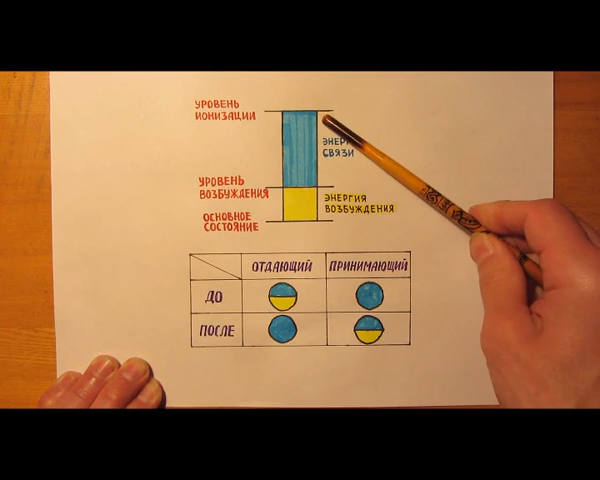 УРОВЕНЬ
ИОНИЗАЦИИ
СВЯЗИ
УРОВЕНЬ
ВОЗБУЖДЕНИЯ
ЭНЕРГИЯ
ВОЗБУЖДЕНИЯ
ОСНОВНОЕ
СОСТОЯНИЕ
ОТДАЮЩИЙ ПРИНИМАЮЩИЙ
ДО
ПОСЛЕ